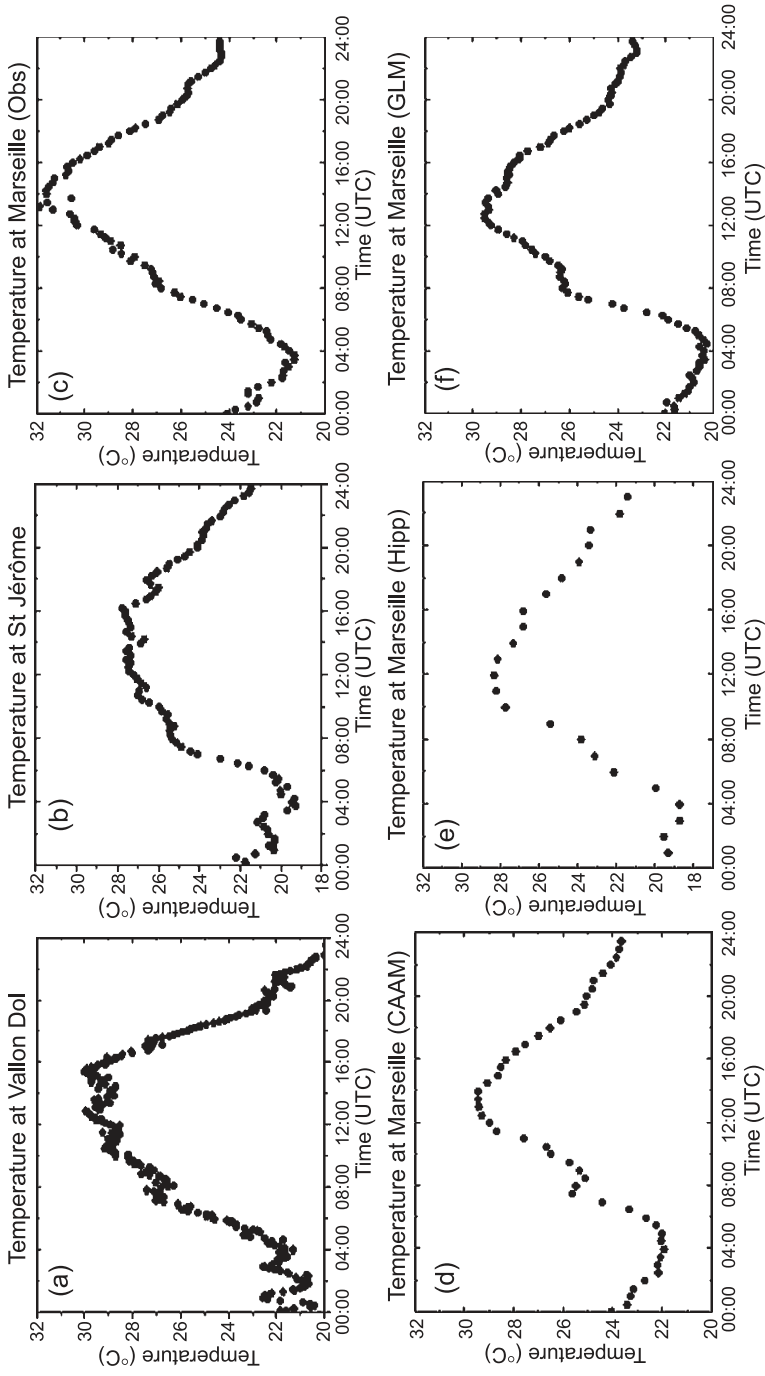 Temperature at Vallon Dol
(a)
Temperature (°C)
32
30
28
26
24
22
20
00:00 04:00 08:00 12:00 16:00 20:00 24:00
Time (UTC)
Temperature at St Jérôme
(b)
Temperature (°C)
32
30
28
26
24
22
20
18
00:00 04:00 08:00 12:00 16:00 20:00 24:00
Time (UTC)
Temperature at Marseille (Obs)
(c)
Temperature (°C)
32
30
28
26
24
22
20
00:00 04:00 08:00 12:00 16:00 20:00 24:00
Time (UTC)
Temperature at Marseille (CAAM)
(d)
Temperature (°C)
32
30
28
26
24
22
20
00:00 04:00 08:00 12:00 16:00 20:00 24:00
Time (UTC)
Temperature at Marseille (Hipp)
(e)
Temperature (°C)
32
30
28
26
24
22
20
18
00:00 04:00 08:00 12:00 16:00 20:00 24:00
Time (UTC)
Temperature at Marseille (GLM)
(f)
Temperature (°C)
32
30
28
26
24
22
20
00:00 04:00 08:00 12:00 16:00 20:00 24:00
Time (UTC)